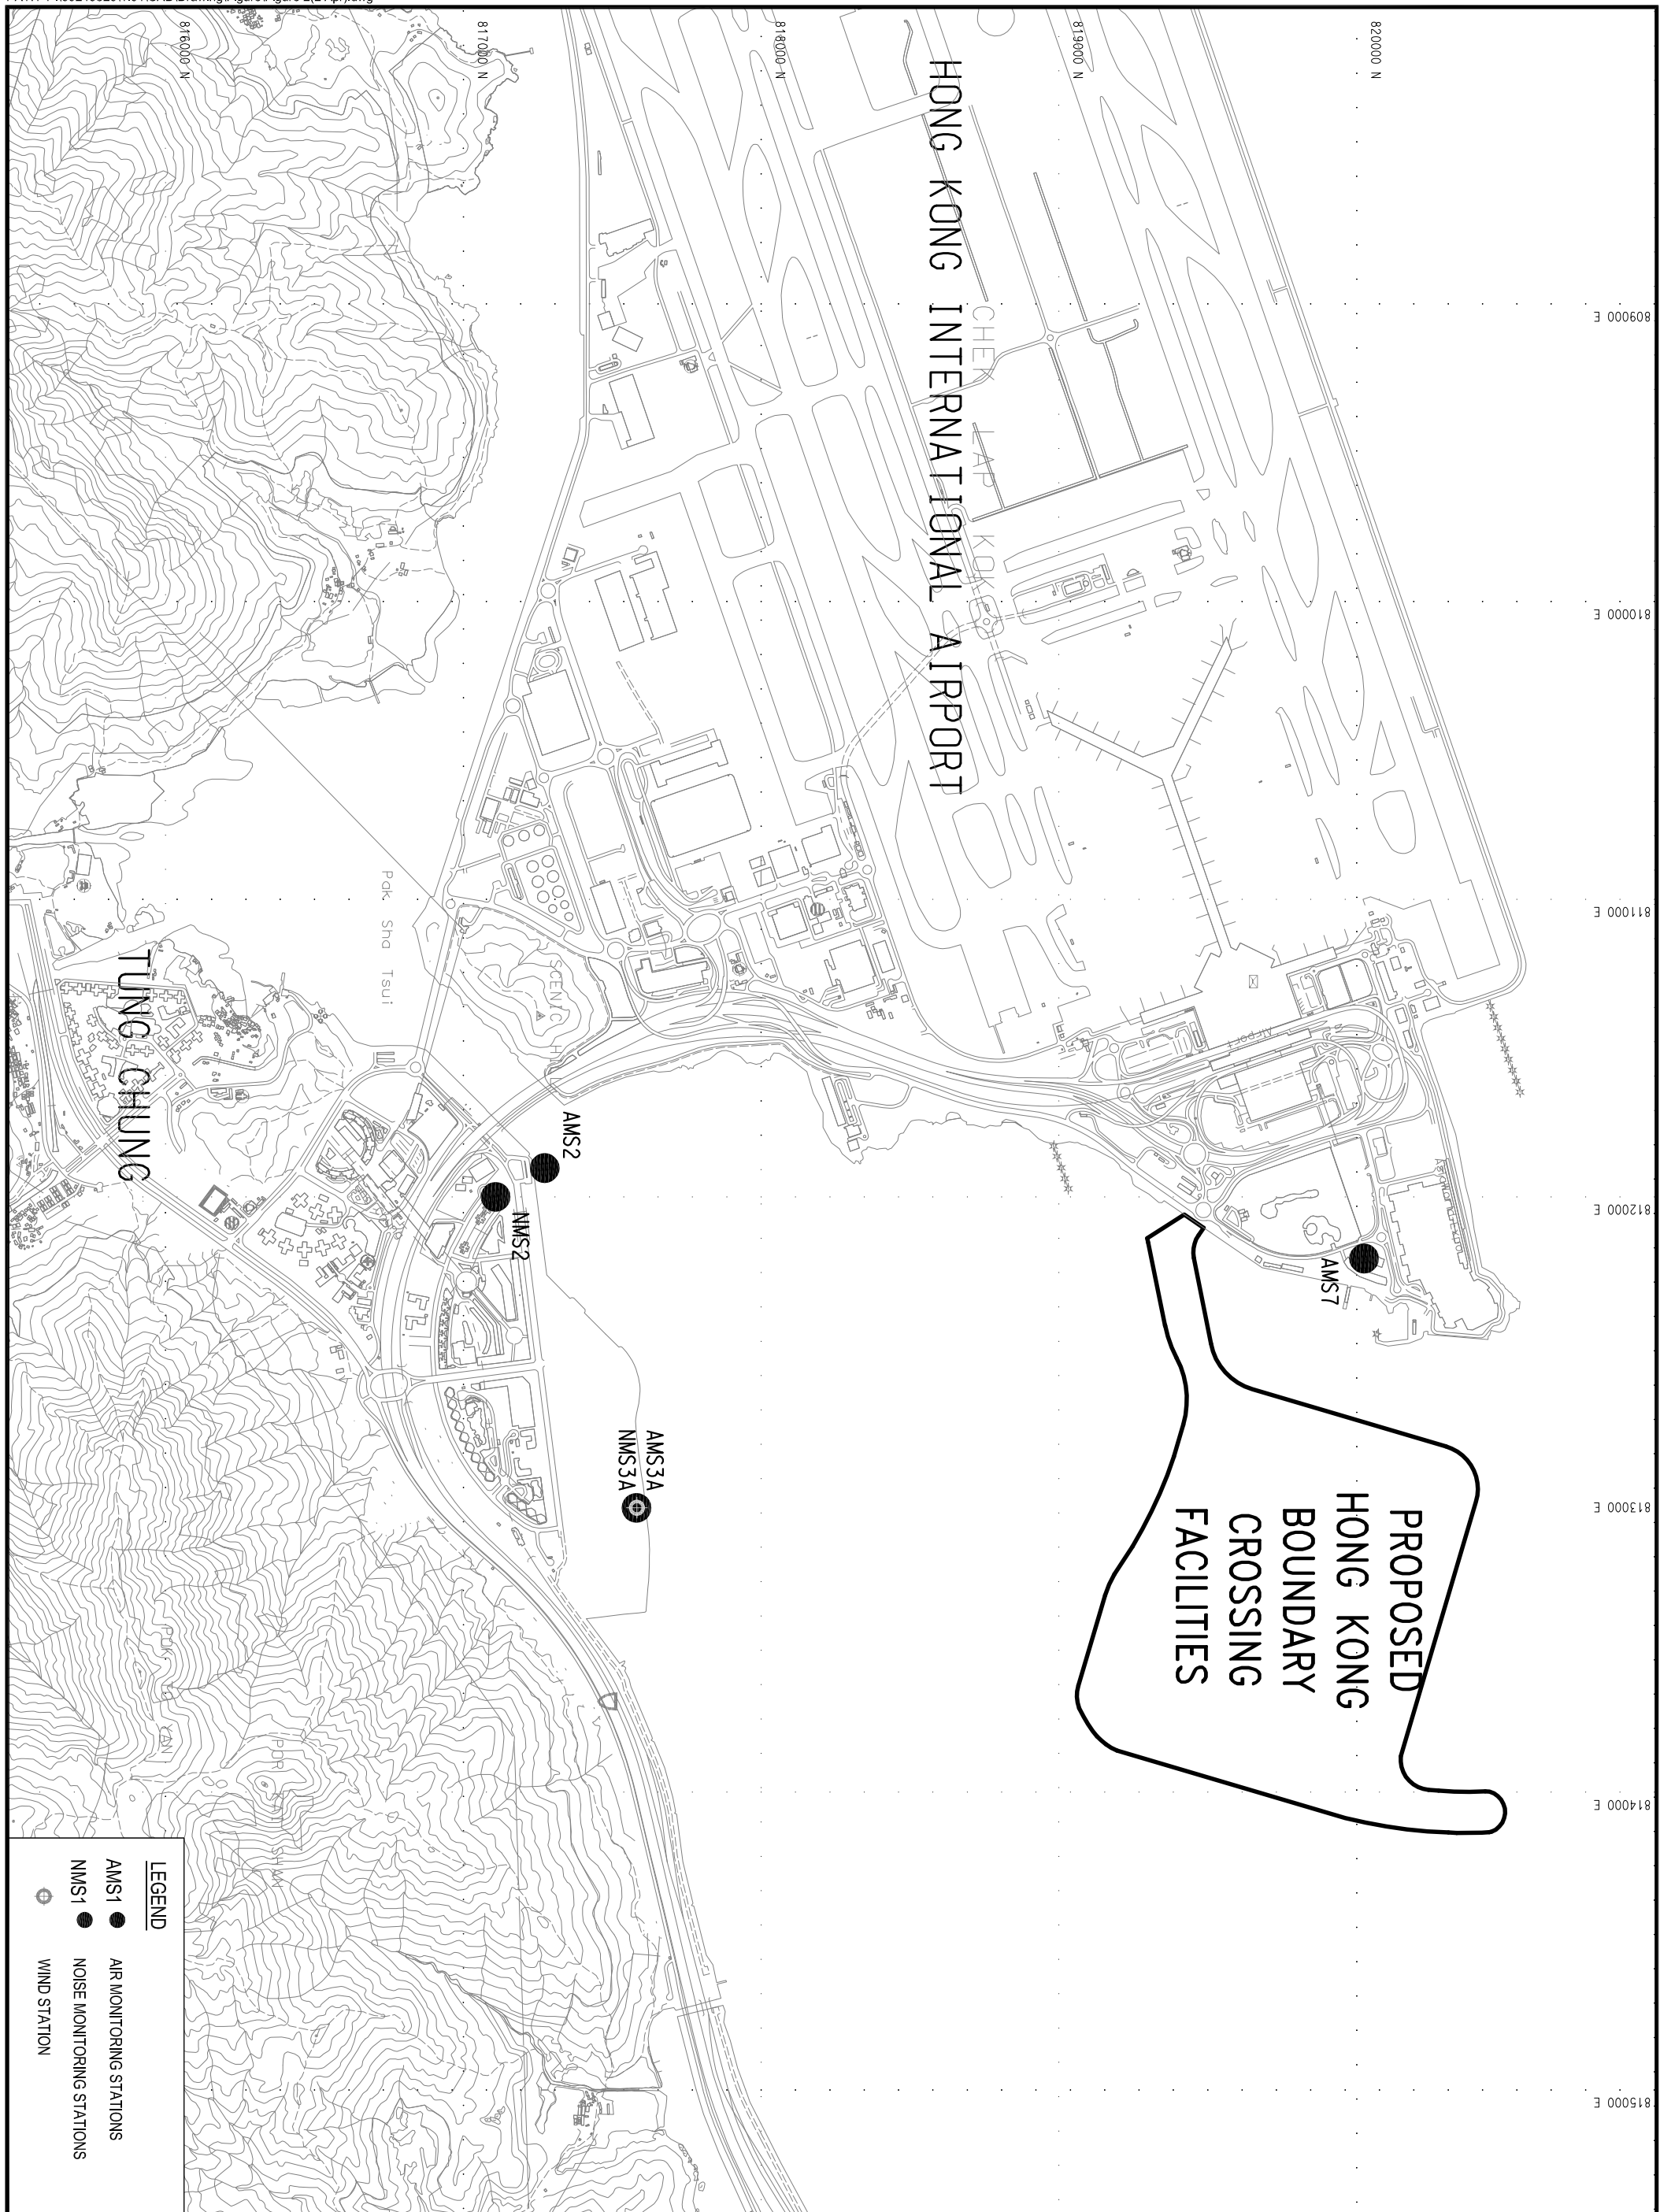 816000 N
817000 N
818000 N
819000 N
820000 N
809000 E
810000 E
811000 E
812000 E
813000 E
814000 E
815000 E
HONG KONG INTERNATIONAL AIRPORT
CHEK LAP KOK
Airport
AMS7
PROPOSED
HONG KONG
BOUNDARY
CROSSING
FACILITIES
SCENIC H
Pak Sha Tsui
AMS2
NMS2
TUNG CHUNG
AMS3A
NMS3A
LEGEND
AMS1 AIR MONITORING STATIONS
NMS1 NOISE MONITORING STATIONS
WIND STATION